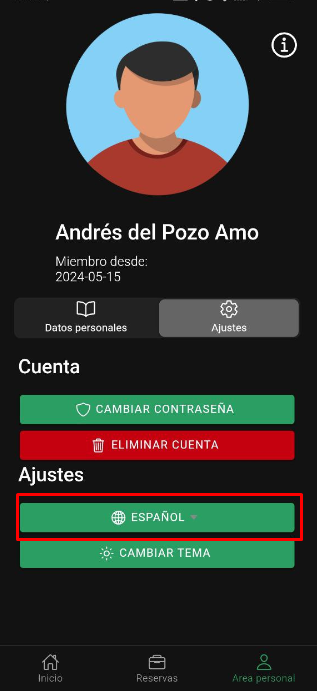 Andrés del Pozo Amo
Miembro desde:
2024-05-15
Datos personales
Ajustes
Cuenta
CAMBIAR CONTRASEÑA
ELIMINAR CUENTA
Ajustes
ESPAÑOL
CAMBIAR TEMA
Inicio
Reservas
Area personal